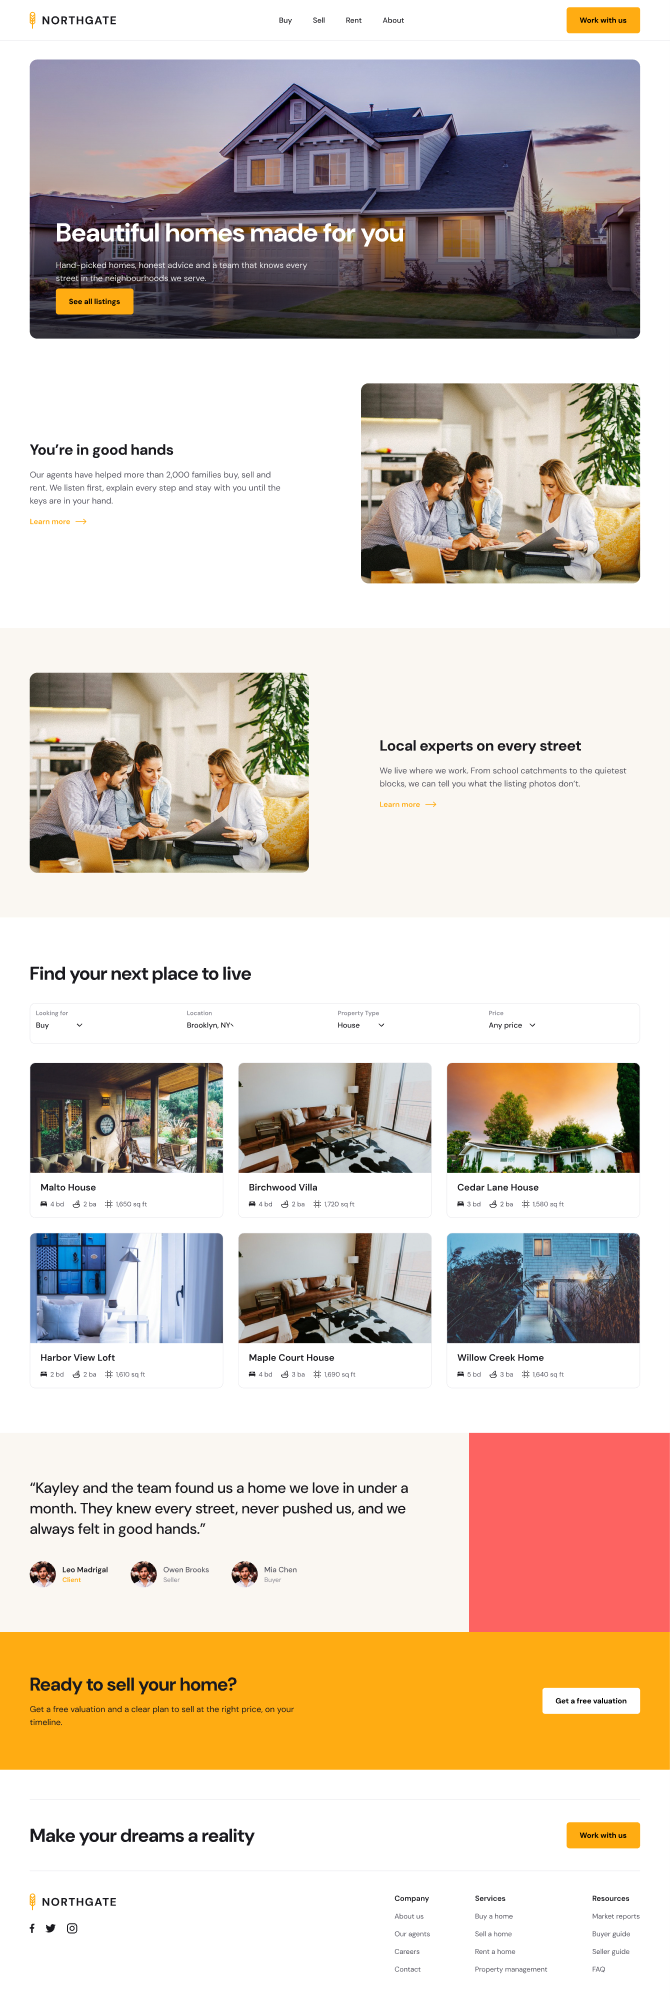 NORTHGATE
Buy Sell Rent About
Work with us
Beautiful homes made for you
Hand-picked homes, honest advice and a team that knows every
street in the neighbourhoods we serve.
See all listings
You’re in good hands
Our agents have helped more than 2,000 families buy, sell and
rent. We listen first, explain every step and stay with you until the
keys are in your hand.
Learn more
Local experts on every street
We live where we work. From school catchments to the quietest
blocks, we can tell you what the listing photos don’t.
Learn more
Find your next place to live
Looking for Location Property Type Price
Buy Brooklyn, NY House Any price
Malto House
4 bd 2 ba 1,650 sq ft
Birchwood Villa
4 bd 2 ba 1,720 sq ft
Cedar Lane House
3 bd 2 ba 1,580 sq ft
Harbor View Loft
2 bd 2 ba 1,610 sq ft
Maple Court House
4 bd 3 ba 1,690 sq ft
Willow Creek Home
5 bd 3 ba 1,640 sq ft
“Kayley and the team found us a home we love in under a
month. They knew every street, never pushed us, and we
always felt in good hands.”
Leo Madrigal
Client
Owen Brooks
Seller
Mia Chen
Buyer
Ready to sell your home?
Get a free valuation and a clear plan to sell at the right price, on your
timeline.
Get a free valuation
Make your dreams a reality
Work with us
NORTHGATE
Company
About us
Our agents
Careers
Contact
Services
Buy a home
Sell a home
Rent a home
Property management
Resources
Market reports
Buyer guide
Seller guide
FAQ